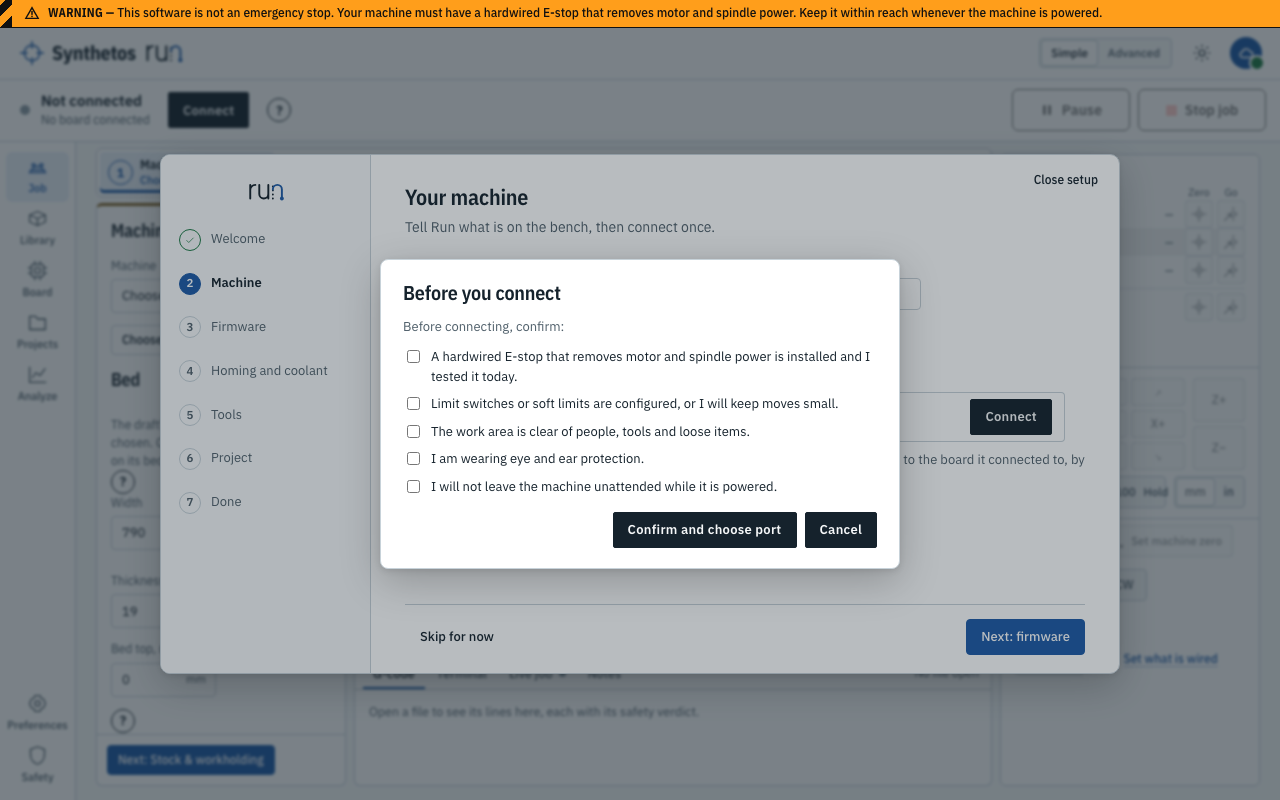 WARNING — This software is not an emergency stop. Your machine must have a hardwired E-stop that removes motor and spindle power. Keep it within reach whenever the machine is powered.
Synthetos run
Simple
Advanced
Not connected
No board connected
Connect
?
Pause
Stop job
Job
Library
Board
Projects
Analyze
Preferences
Safety
1
Machine
Bed
?
Width
790
19
0
mm
?
Next: Stock & workholding
run
Welcome
2 Machine
3 Firmware
4 Homing and coolant
5 Tools
6 Project
7 Done
Close setup
Your machine
Tell Run what is on the bench, then connect once.
Connect
to the board it connected to, by
Skip for now
Next: firmware
Before you connect
Before connecting, confirm:
A hardwired E-stop that removes motor and spindle power is installed and I
tested it today.
Limit switches or soft limits are configured, or I will keep moves small.
The work area is clear of people, tools and loose items.
I am wearing eye and ear protection.
I will not leave the machine unattended while it is powered.
Confirm and choose port
Cancel
Zero
Go
Z+
X+
Z−
Hold
mm
in
Set machine zero
Set what is wired
Open a file to see its lines here, each with its safety verdict.